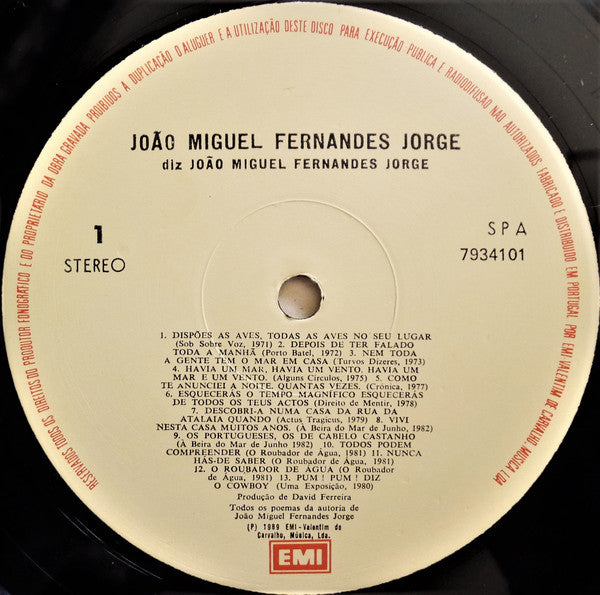 RESERVADOS TODOS OS DIREITOS DO PRODUTOR FONOGRÁFICO E DO PROPRIETÁRIO DA OBRA GRAVADA PROIBIDOS A DUPLICAÇÃO O ALUGUER E A UTILIZAÇÃO DESTE DISCO PARA EXECUÇÃO PUBLICA E RADIODIFUSÃO NÃO AUTORIZADOS FABRICADO E DISTRIBUIDO EM PORTUGAL POR EMI VALENTIM DE CARVALHO, MUSICA LDA
JOÃO MIGUEL FERNANDES JORGE
diz JOÃO MIGUEL FERNANDES JORGE
1
STEREO
SPA
7934101
1. DISPÕES AS AVES, TODAS AS AVES NO SEU LUGAR
(Sob Sobre Voz, 1971) 2. DEPOIS DE TER FALADO
TODA A MANHÃ (Porto Batel, 1972) 3. NEM TODA
A GENTE TEM O MAR EM CASA (Turvos Dizeres, 1973)
4. HAVIA UM MAR, HAVIA UM VENTO. HAVIA UM
MAR E UM VENTO. (Alguns Círculos, 1975) 5. COMO
TE ANUNCIEI A NOITE. QUANTAS VEZES. (Crónica, 1977)
6. ESQUECERÁS O TEMPO MAGNÍFICO ESQUECERÁS
DE TODOS OS TEUS ACTOS (Direito de Mentir, 1978)
7. DESCOBRI-A NUMA CASA DA RUA DA
ATALAIA QUANDO (Actus Tragicus, 1979) 8. VIVI
NESTA CASA MUITOS ANOS. (À Beira do Mar de Junho, 1982)
9. OS PORTUGUESES, OS DE CABELO CASTANHO
(À Beira do Mar de Junho 1982) 10. TODOS PODEM
COMPREENDER (O Roubador de Água, 1981) 11. NUNCA
HÁS-DE SABER (O Roubador de Água, 1981)
12. O ROUBADOR DE ÁGUA (O Roubador
de Água, 1981) 13. PUM! PUM! DIZ
O COWBOY (Uma Exposição, 1980)
Produção de David Ferreira
Todos os poemas da autoria de
João Miguel Fernandes Jorge
(P) 1989 EMI-Valentim de
Carvalho, Música, Lda.
EMI